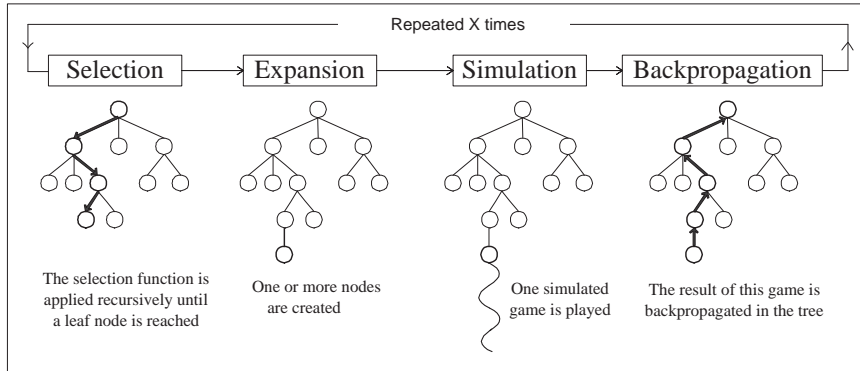 Repeated X times
Selection
Expansion
Simulation
Backpropagation
The selection function is
applied recursively until
a leaf node is reached
One or more nodes
are created
One simulated
game is played
The result of this game is
backpropagated in the tree